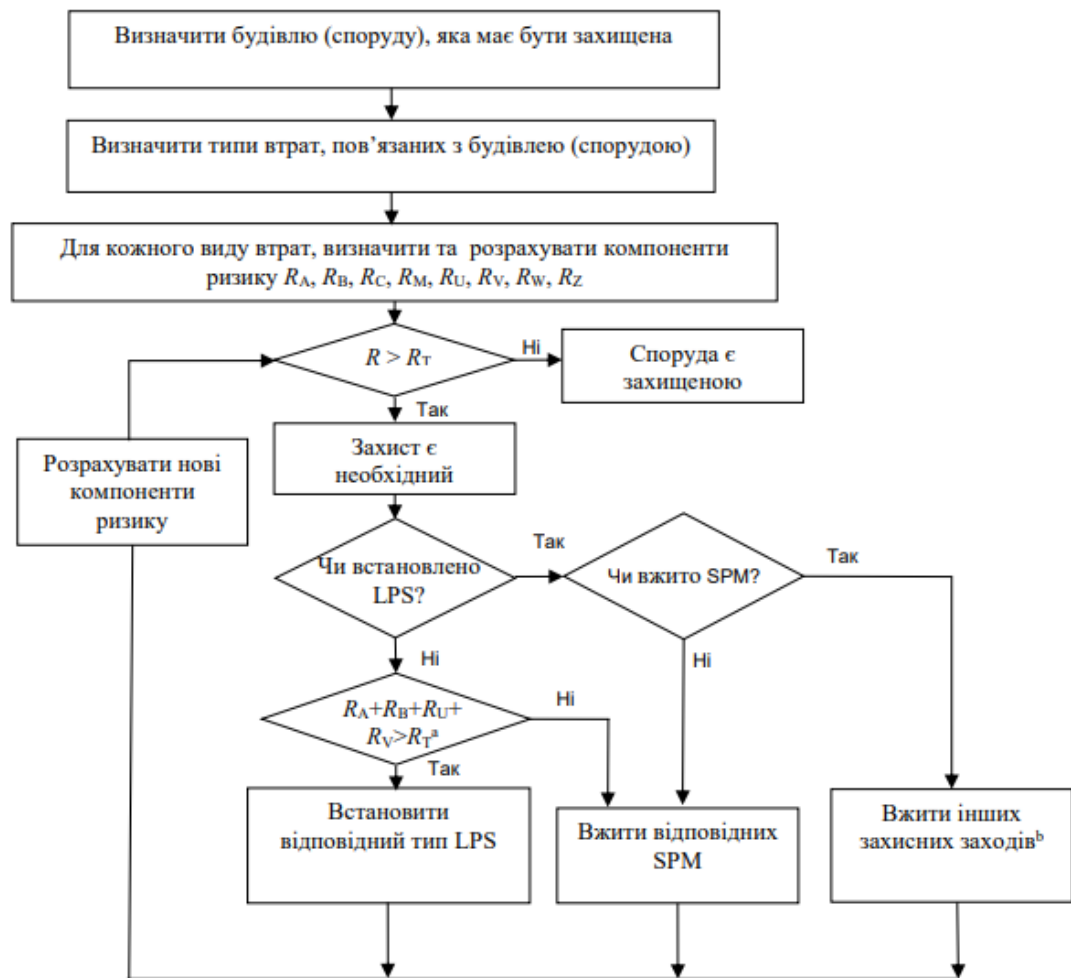 Визначити будівлю (споруду), яка має бути захищена
Визначити типи втрат, пов’язаних з будівлею (спорудою)
Для кожного виду втрат, визначити та розрахувати компоненти
ризику RA, RB, RC, RM, RU, RV, RW, RZ
R > RT
Ні
Споруда є
захищеною
Так
Захист є
необхідний
Розрахувати нові
компоненти
ризику
Чи встановлено
LPS?
Так
Чи вжито SPM?
Так
Ні
Ні
RA+RB+RU+
RV>RTᵃ
Ні
Так
Встановити
відповідний тип LPS
Вжити відповідних
SPM
Вжити інших
захисних заходівᵇ